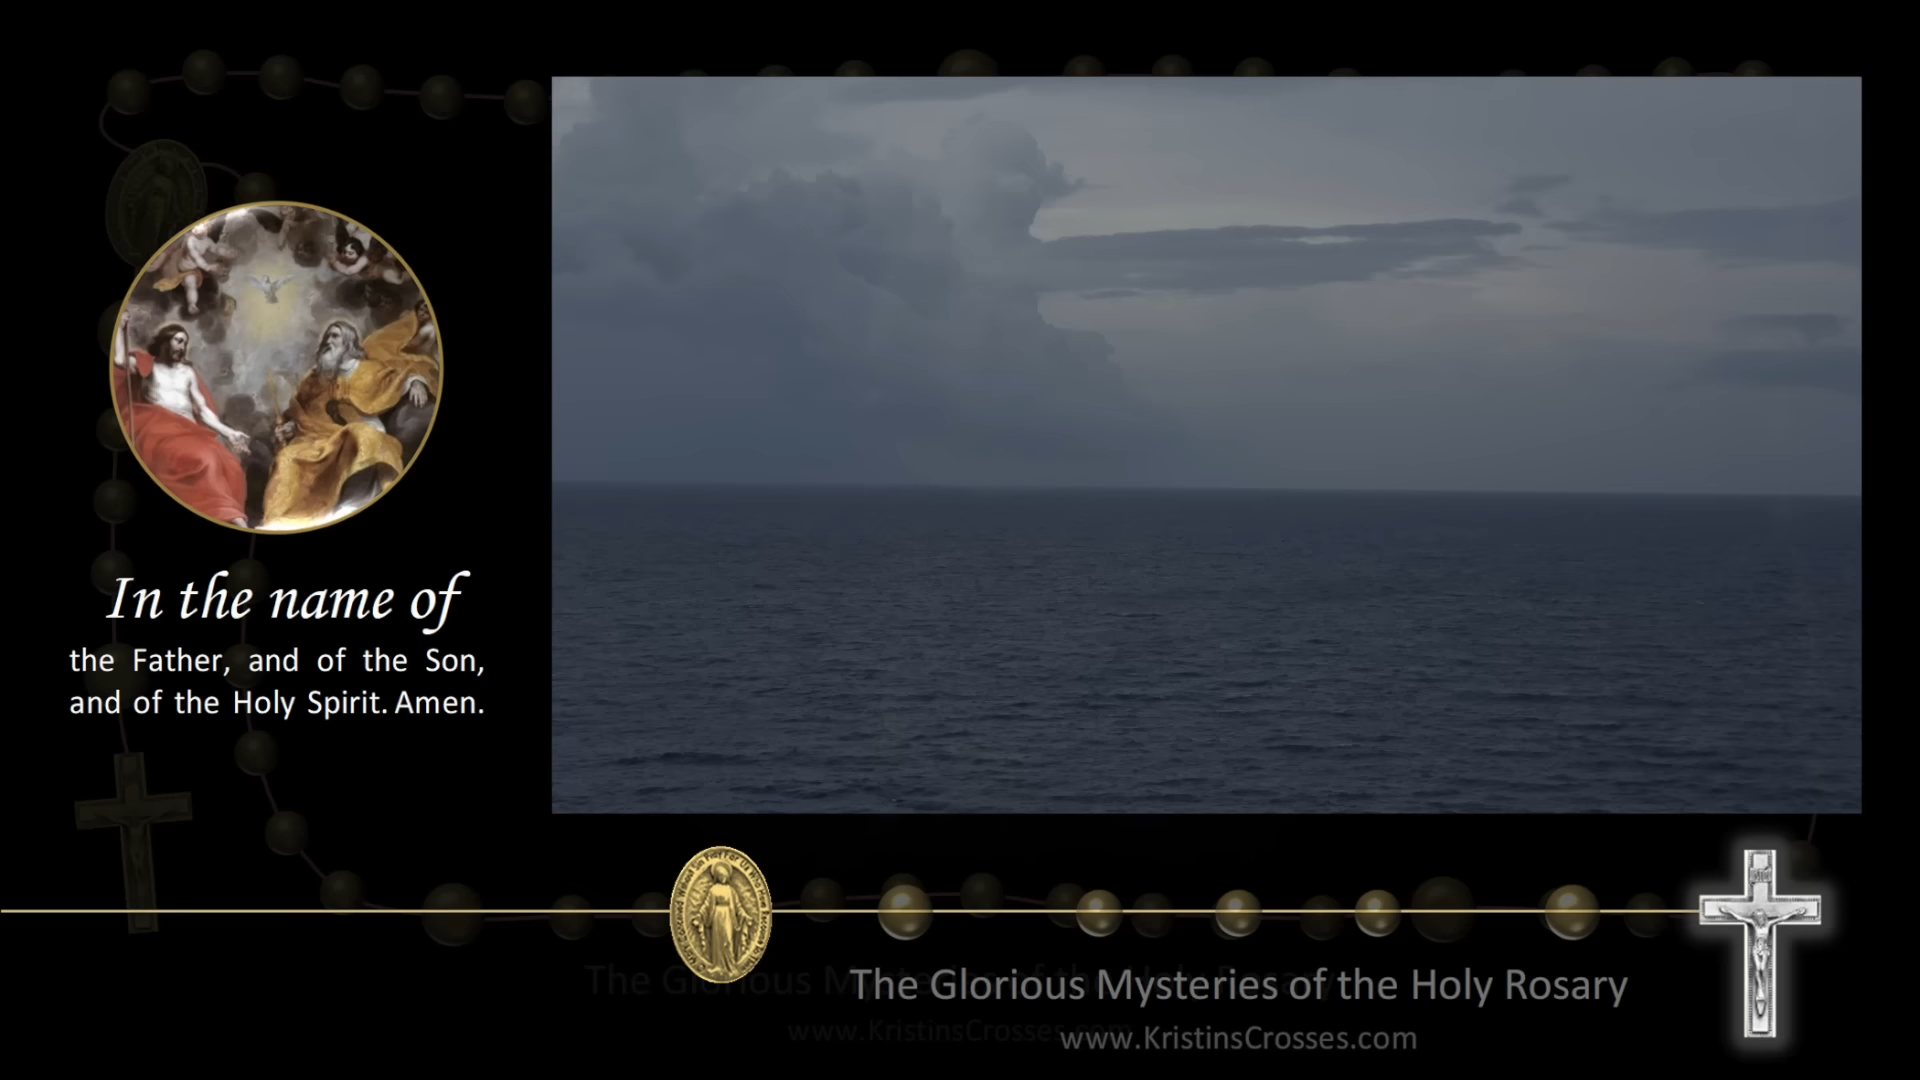 In the name of
the Father, and of the Son,
and of the Holy Spirit. Amen.
The Glorious Mysteries of the Holy Rosary
www.KristinsCrosses.com